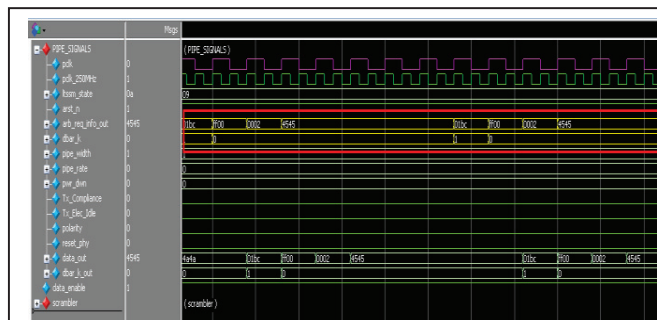 Msgs
PIPE_SIGNALS (PIPE_SIGNALS)
pclk 0
pclk_250MHz 1
ltssm_state 0a 09
arst_n 1
arb_req_info_out 4545 01bc ff00 0002 4545 01bc ff00 0002 4545
dbar_k 0 1 0 1 0
pipe_width 1 1
pipe_rate 0 0
pwr_dwn 0 0
Tx_Compliance 0
Tx_Elec_Idle 0
polarity 0
reset_phy 0
data_out 4545 4a4a 01bc ff00 0002 4545 01bc ff00 0002 4545
dbar_k_out 0 0 1 0 1 0
data_enable 1
scrambler (scrambler)